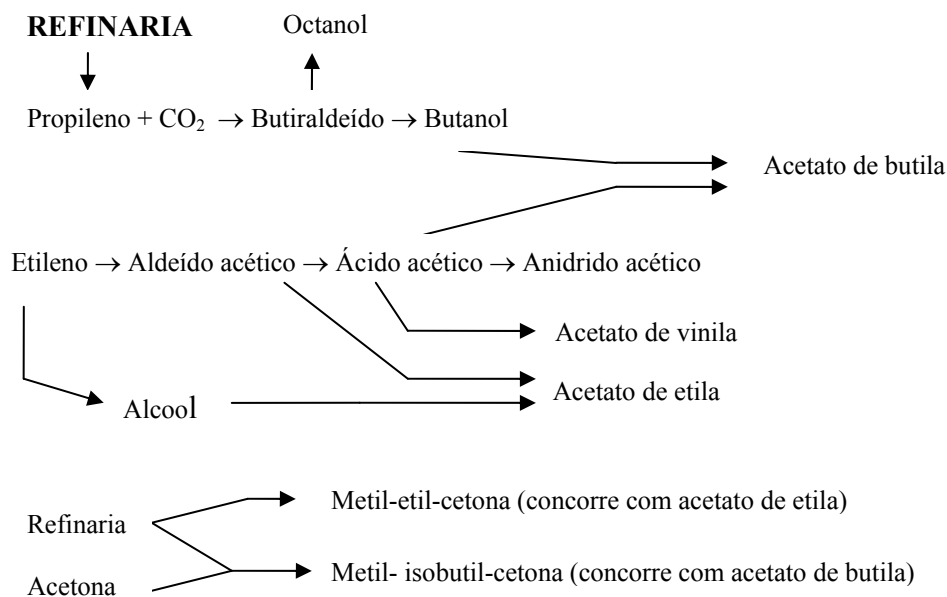 REFINARIA Octanol
Propileno + CO₂ → Butiraldeído → Butanol
Acetato de butila
Etileno → Aldeído acético → Ácido acético → Anidrido acético
Acetato de vinila
Acetato de etila
Alcool
Metil-etil-cetona (concorre com acetato de etila)
Refinaria
Metil- isobutil-cetona (concorre com acetato de butila)
Acetona